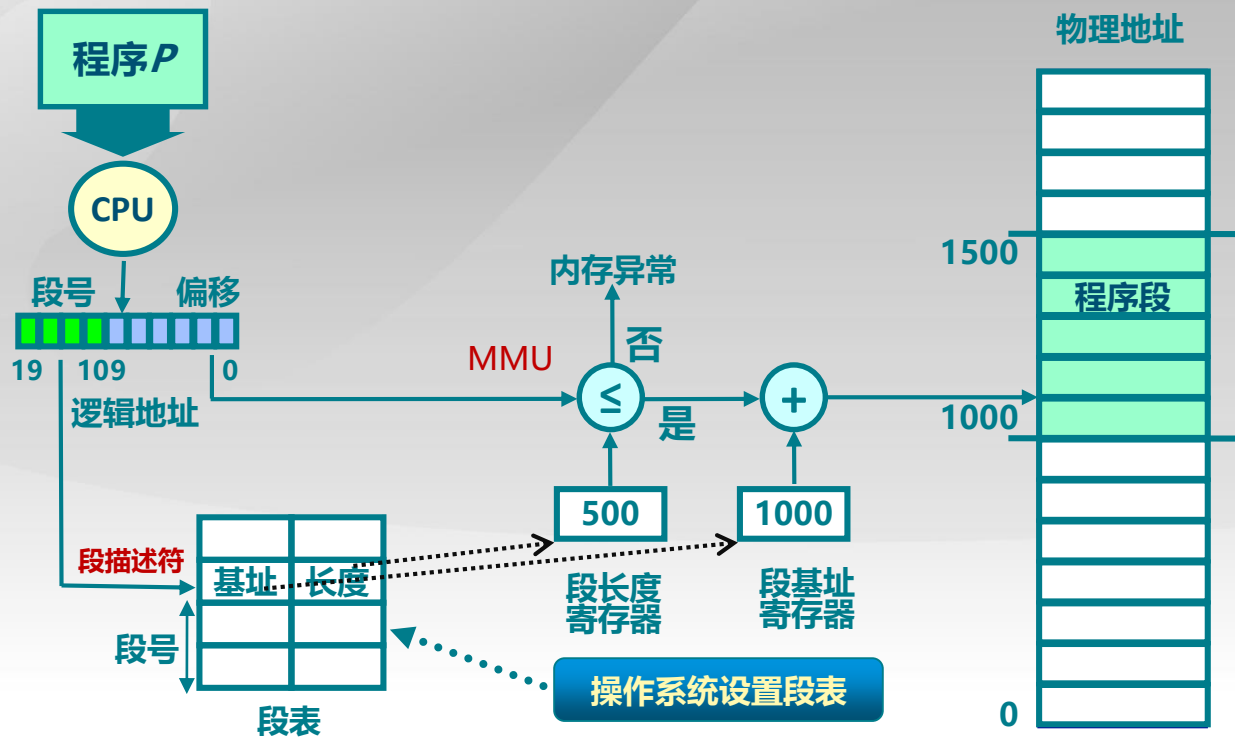 程序P
物理地址
CPU
1500
内存异常
段号
偏移
程序段
否
MMU
19
109
0
≤
+
逻辑地址
是
1000
500
1000
段描述符
基址
长度
段长度
寄存器
段基址
寄存器
段号
操作系统设置段表
0
段表